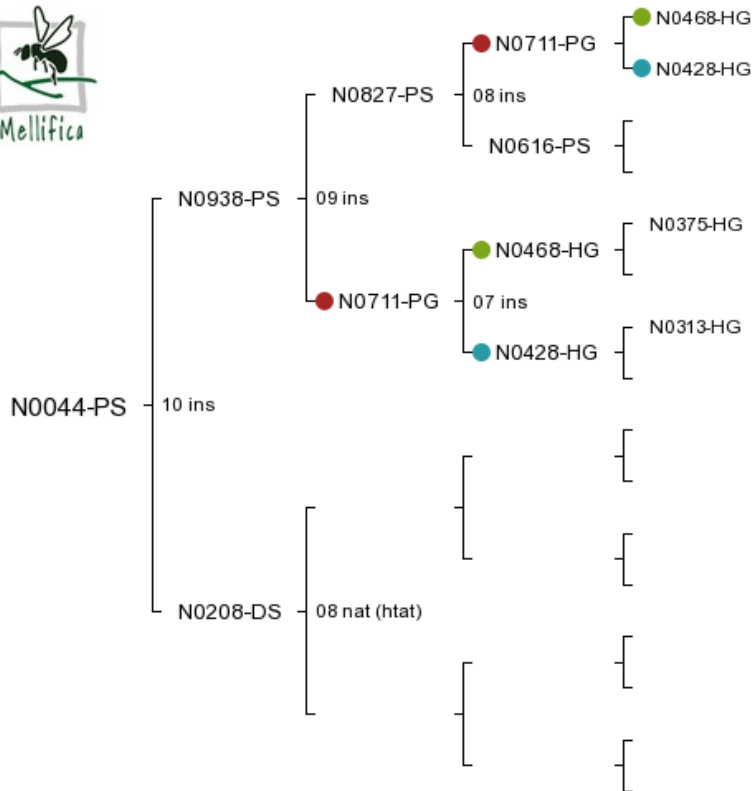 N0468-HG
N0711-PG
N0428-HG
N0827-PS
08 ins
Mellifica
N0616-PS
N0938-PS
09 ins
N0375-HG
N0468-HG
N0711-PG
07 ins
N0313-HG
N0428-HG
N0044-PS
10 ins
N0208-DS
08 nat (htat)